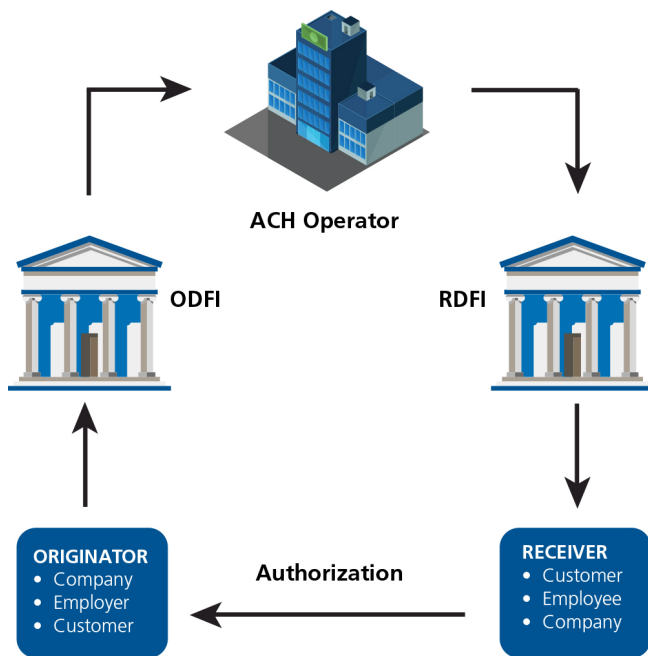 ACH Operator
ODFI
RDFI
ORIGINATOR
• Company
• Employer
• Customer
Authorization
RECEIVER
• Customer
• Employee
• Company